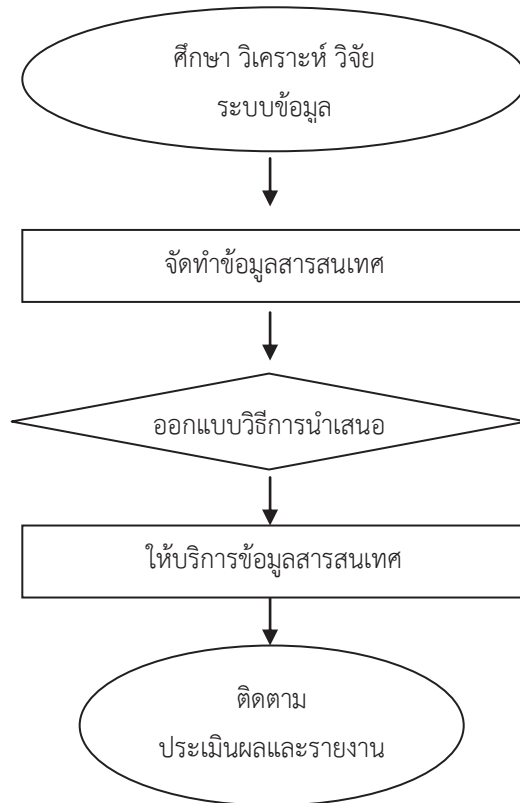 ศึกษา วิเคราะห์ วิจัย
ระบบข้อมูล
จัดทำข้อมูลสารสนเทศ
ออกแบบวิธีการนำเสนอ
ให้บริการข้อมูลสารสนเทศ
ติดตาม
ประเมินผลและรายงาน